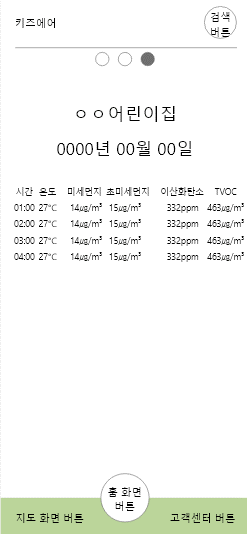 키즈에어
검색
버튼
ㅇㅇ어린이집
0000년 00월 00일
시간 온도 미세먼지 초미세먼지 이산화탄소 TVOC
01:00 27℃ 14㎍/m³ 15㎍/m³ 332ppm 463㎍/m³
02:00 27℃ 14㎍/m³ 15㎍/m³ 332ppm 463㎍/m³
03:00 27℃ 14㎍/m³ 15㎍/m³ 332ppm 463㎍/m³
04:00 27℃ 14㎍/m³ 15㎍/m³ 332ppm 463㎍/m³
홈 화면
버튼
지도 화면 버튼 고객센터 버튼